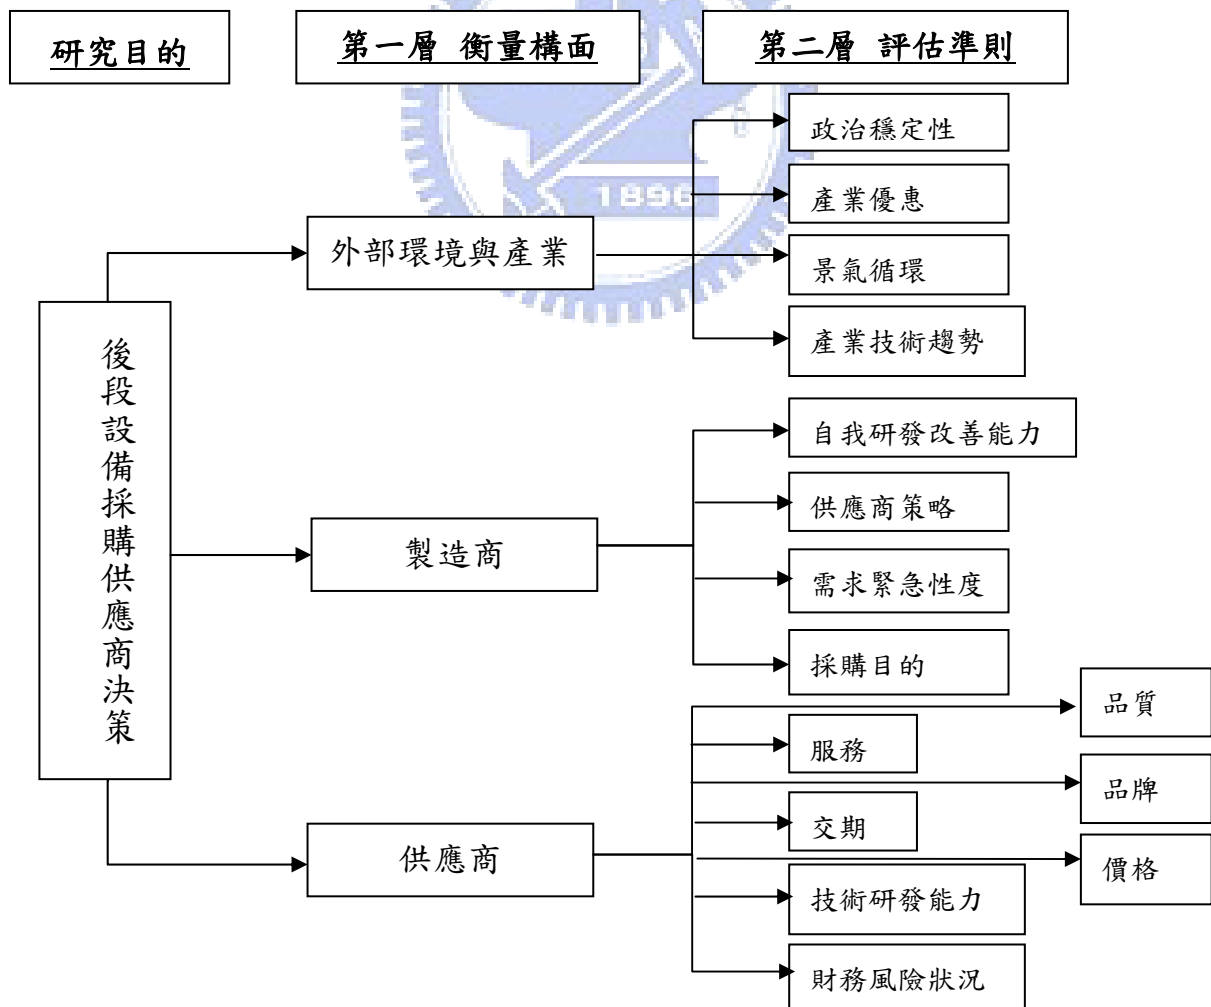 研究目的
第一層 衡量構面
第二層 評估準則
1896
政治穩定性
產業優惠
外部環境與產業
景氣循環
產業技術趨勢
後段設備採購供應商決策
自我研發改善能力
供應商策略
製造商
需求緊急性度
採購目的
品質
服務
品牌
交期
供應商
價格
技術研發能力
財務風險狀況